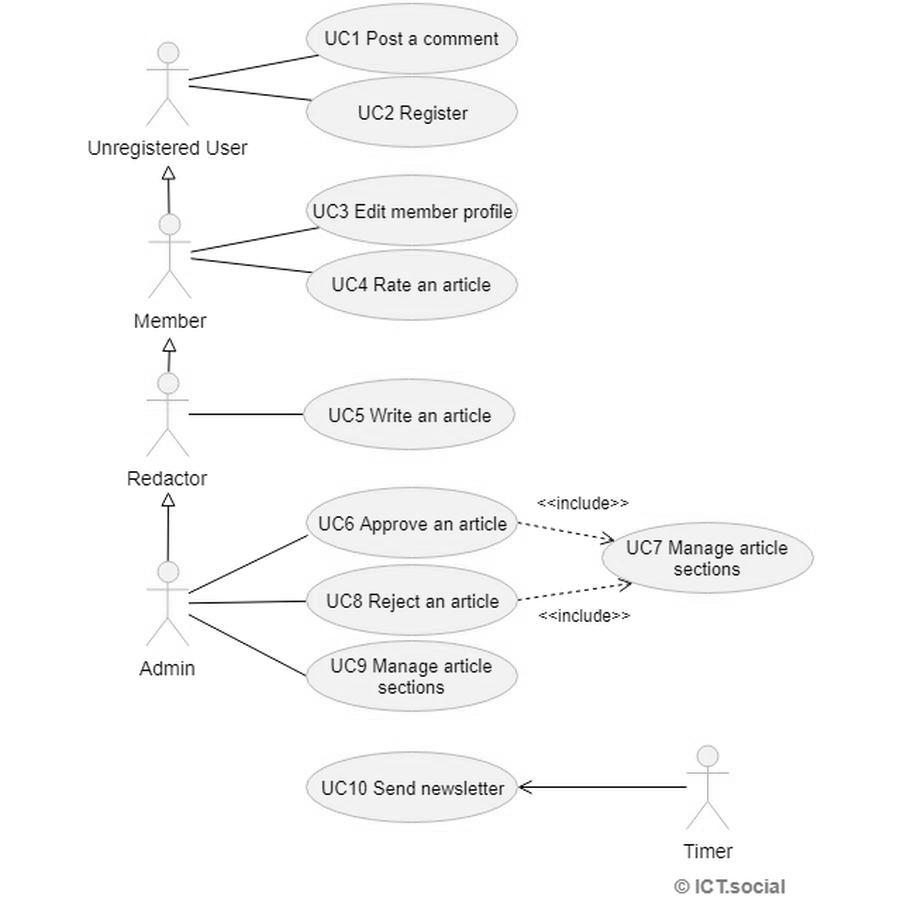 UC1 Post a comment
UC2 Register
Unregistered User
UC3 Edit member profile
UC4 Rate an article
Member
UC5 Write an article
Redactor
<<include>>
UC6 Approve an article
UC7 Manage article
sections
UC8 Reject an article
<<include>>
Admin
UC9 Manage article
sections
UC10 Send newsletter
Timer
© ICT.social